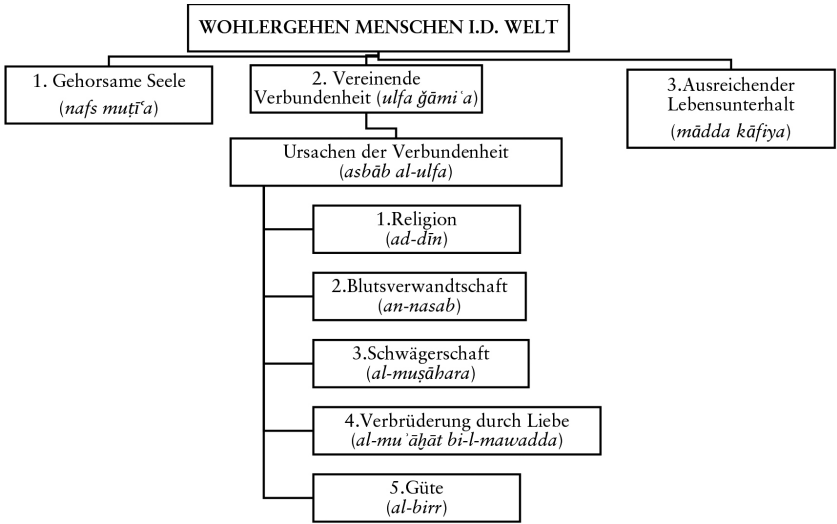 WOHLERGEHEN MENSCHEN I.D. WELT
1. Gehorsame Seele
(nafs muṭīʿa)
2. Vereinende
Verbundenheit (ulfa ǧāmiʿa)
3.Ausreichender
Lebensunterhalt
(mādda kāfiya)
Ursachen der Verbundenheit
(asbāb al-ulfa)
1.Religion
(ad-dīn)
2.Blutsverwandtschaft
(an-nasab)
3.Schwägerschaft
(al-muṣāhara)
4.Verbrüderung durch Liebe
(al-muʾāḫāt bi-l-mawadda)
5.Güte
(al-birr)